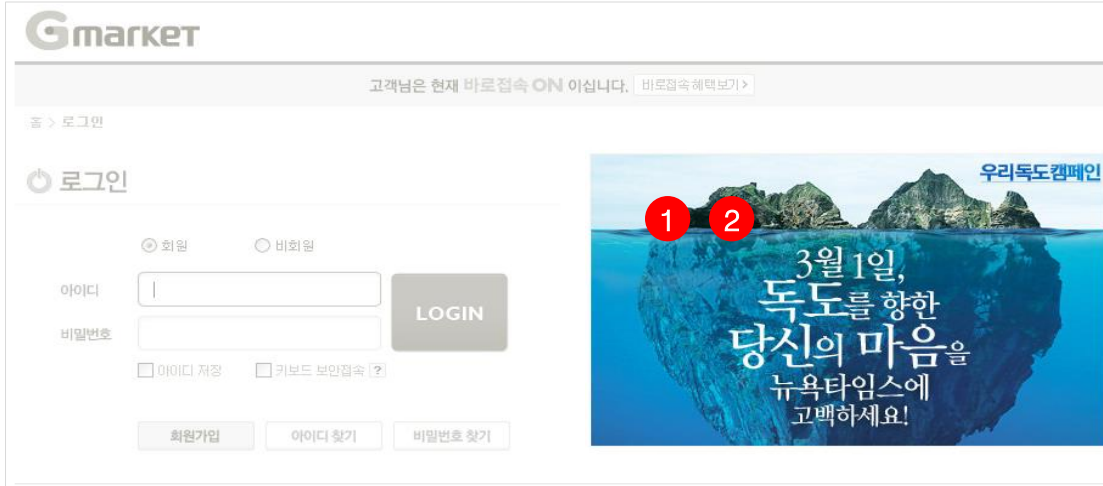 Gmarket
고객님은 현재 바로접속 ON 이십니다. 바로접속혜택보기 >
홈 > 로그인
로그인
회원 비회원
아이디
LOGIN
비밀번호
아이디 저장 키보드 보안접속 ?
회원가입 아이디 찾기 비밀번호 찾기
우리독도캠페인
1 2
3월 1일,
독도를 향한
당신의 마음을
뉴욕타임스에
고백하세요!